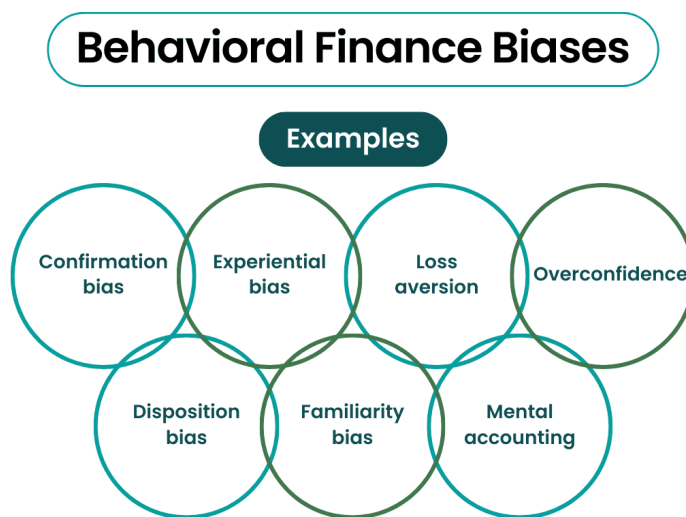 Behavioral Finance Biases
Examples
Confirmation
bias
Experiential
bias
Loss
aversion
Overconfidence
Disposition
bias
Familiarity
bias
Mental
accounting